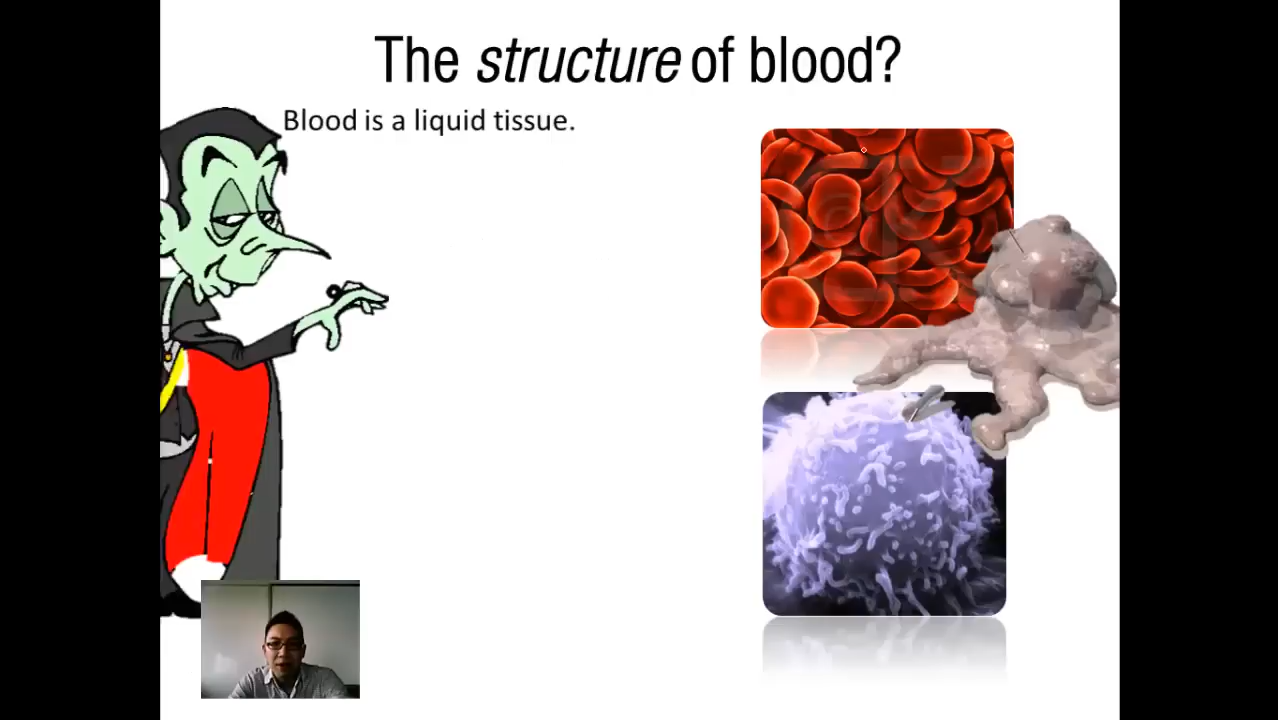 The structure of blood?
Blood is a liquid tissue.